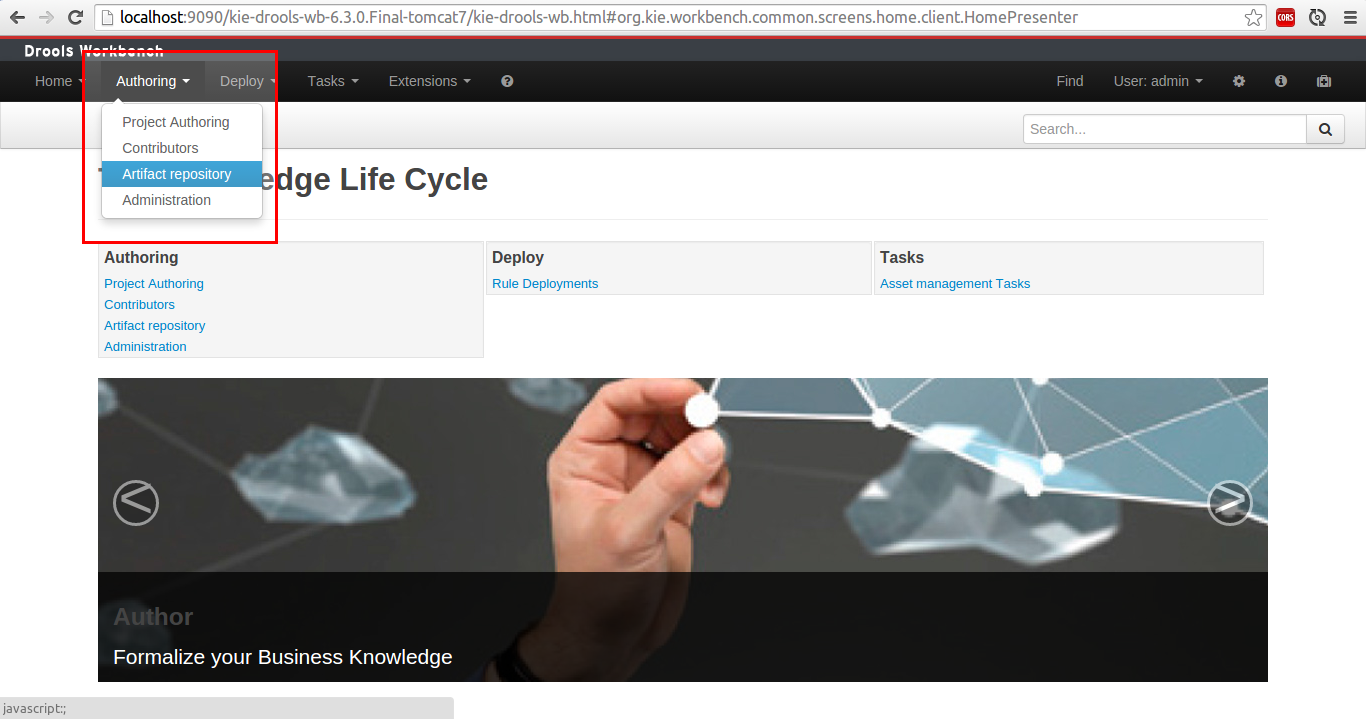 localhost:9090/kie-drools-wb-6.3.0.Final-tomcat7/kie-drools-wb.html#org.kie.workbench.common.screens.home.client.HomePresenter
CORS
Drools Workbench
Home Authoring Deploy Tasks Extensions ? Find User: admin
Project Authoring
Contributors
Artifact repository
Administration
Search...
Life Cycle
Authoring
Project Authoring
Contributors
Artifact repository
Administration
Deploy
Rule Deployments
Tasks
Asset management Tasks
Author
Formalize your Business Knowledge
javascript:;